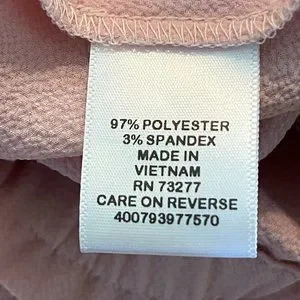 97% POLYESTER
3% SPANDEX
MADE IN
VIETNAM
RN 73277
CARE ON REVERSE
400793977570